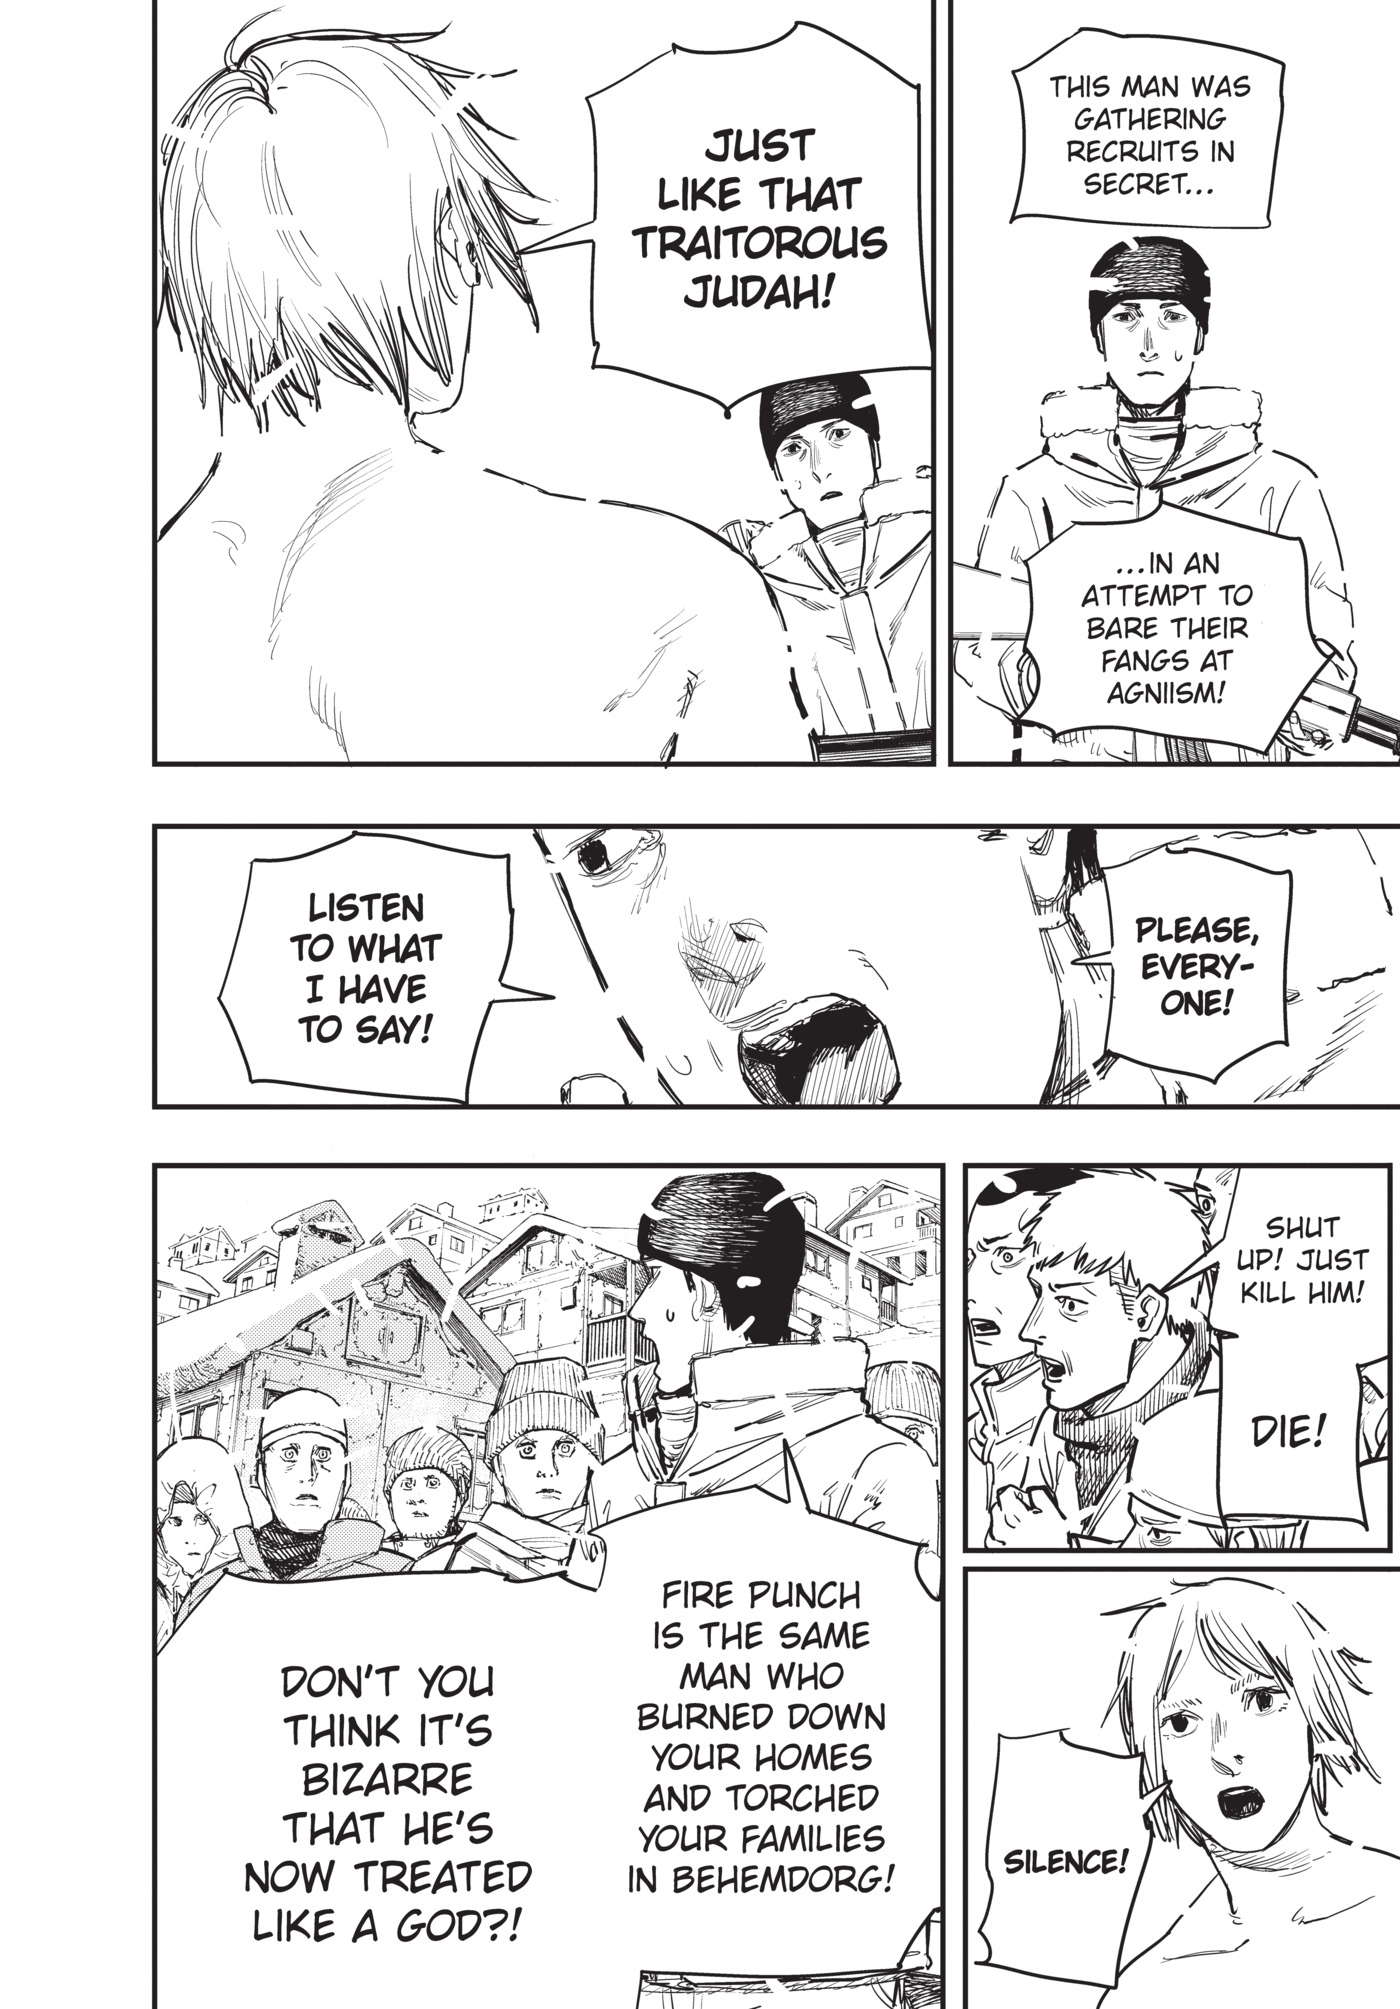 THIS MAN WAS
GATHERING
RECRUITS IN
SECRET...
...IN AN
ATTEMPT TO
BARE THEIR
FANGS AT
AGNIISM!
JUST
LIKE THAT
TRAITOROUS
JUDAH!
PLEASE,
EVERY-
ONE!
LISTEN
TO WHAT
I HAVE
TO SAY!
SHUT
UP! JUST
KILL HIM!
DIE!
SILENCE!
FIRE PUNCH
IS THE SAME
MAN WHO
BURNED DOWN
YOUR HOMES
AND TORCHED
YOUR FAMILIES
IN BEHEMDORG!
DON'T YOU
THINK IT'S
BIZARRE
THAT HE'S
NOW TREATED
LIKE A GOD?!